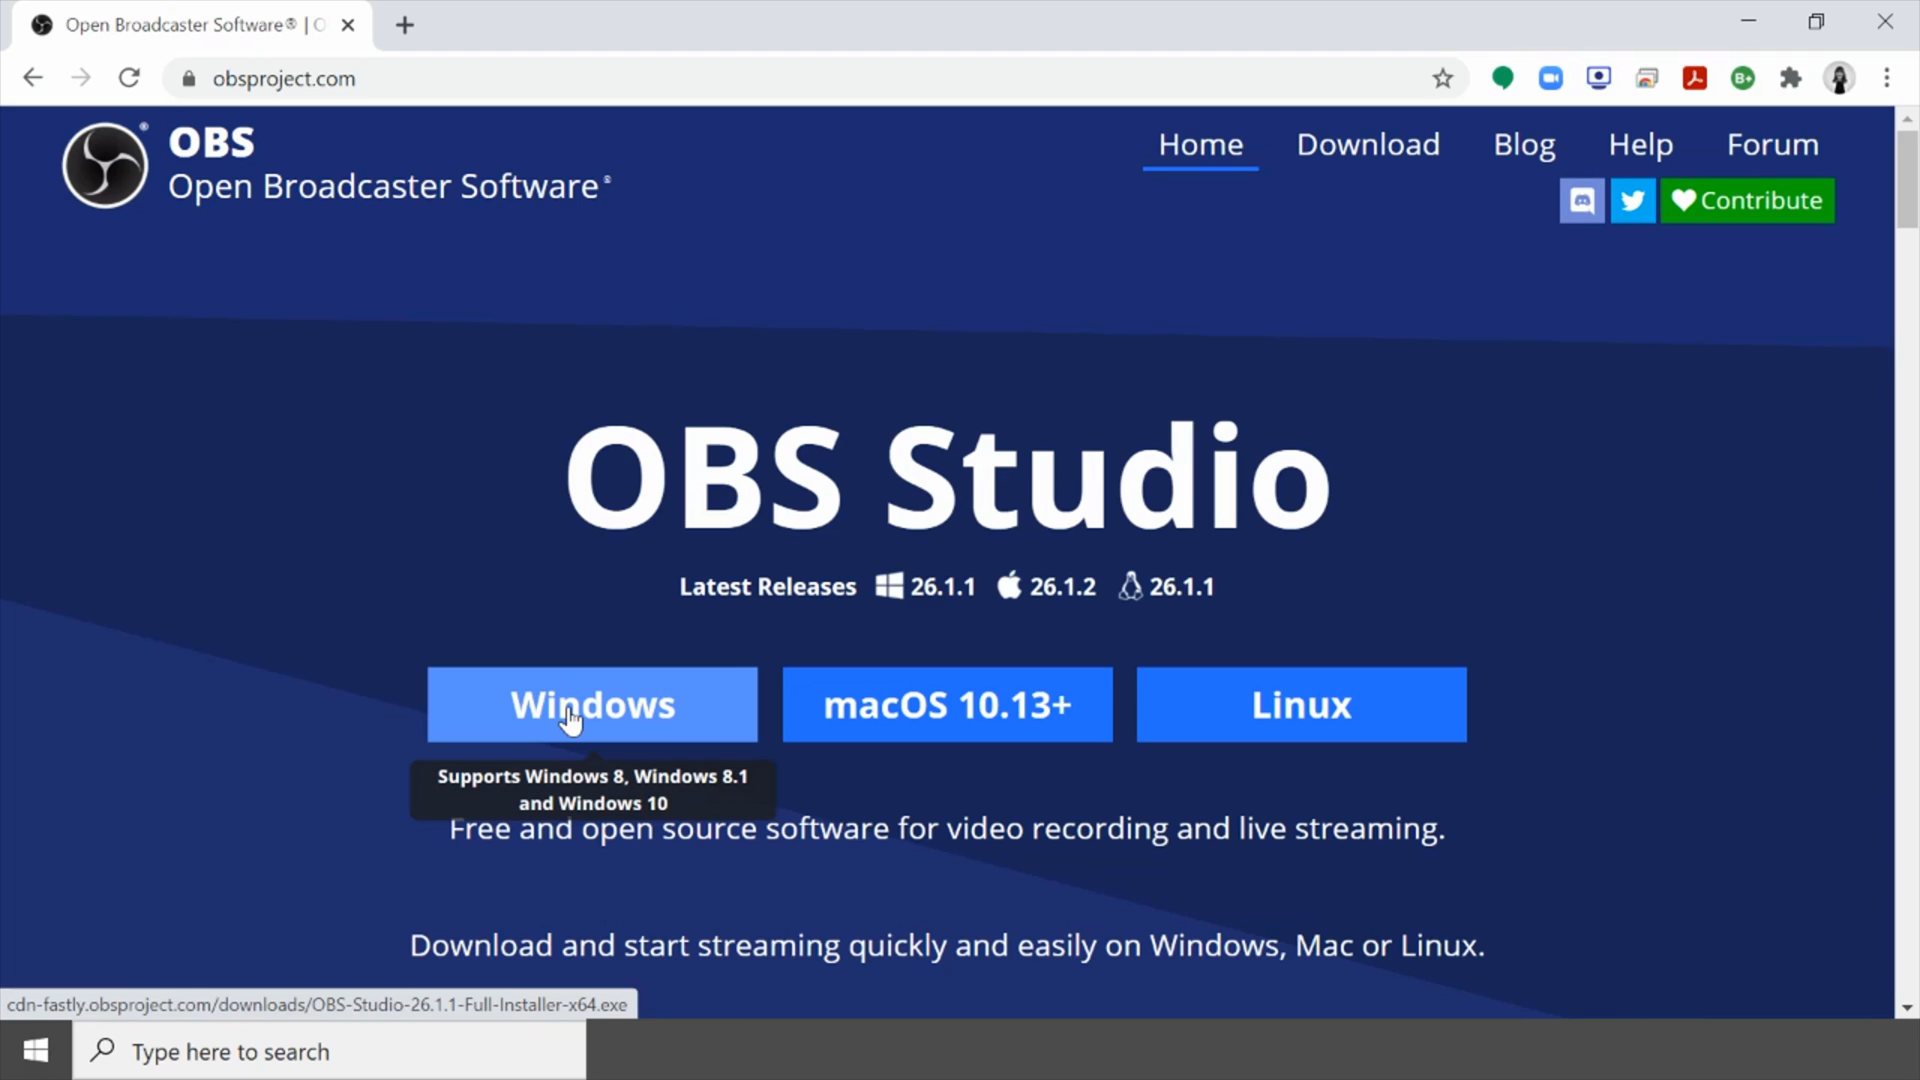 Open Broadcaster Software® | O
obsproject.com
OBS
Open Broadcaster Software®
Home Download Blog Help Forum
Contribute
OBS Studio
Latest Releases 26.1.1 26.1.2 26.1.1
Windows macOS 10.13+ Linux
Supports Windows 8, Windows 8.1
and Windows 10
Free and open source software for video recording and live streaming.
Download and start streaming quickly and easily on Windows, Mac or Linux.
cdn-fastly.obsproject.com/downloads/OBS-Studio-26.1.1-Full-Installer-x64.exe
Type here to search